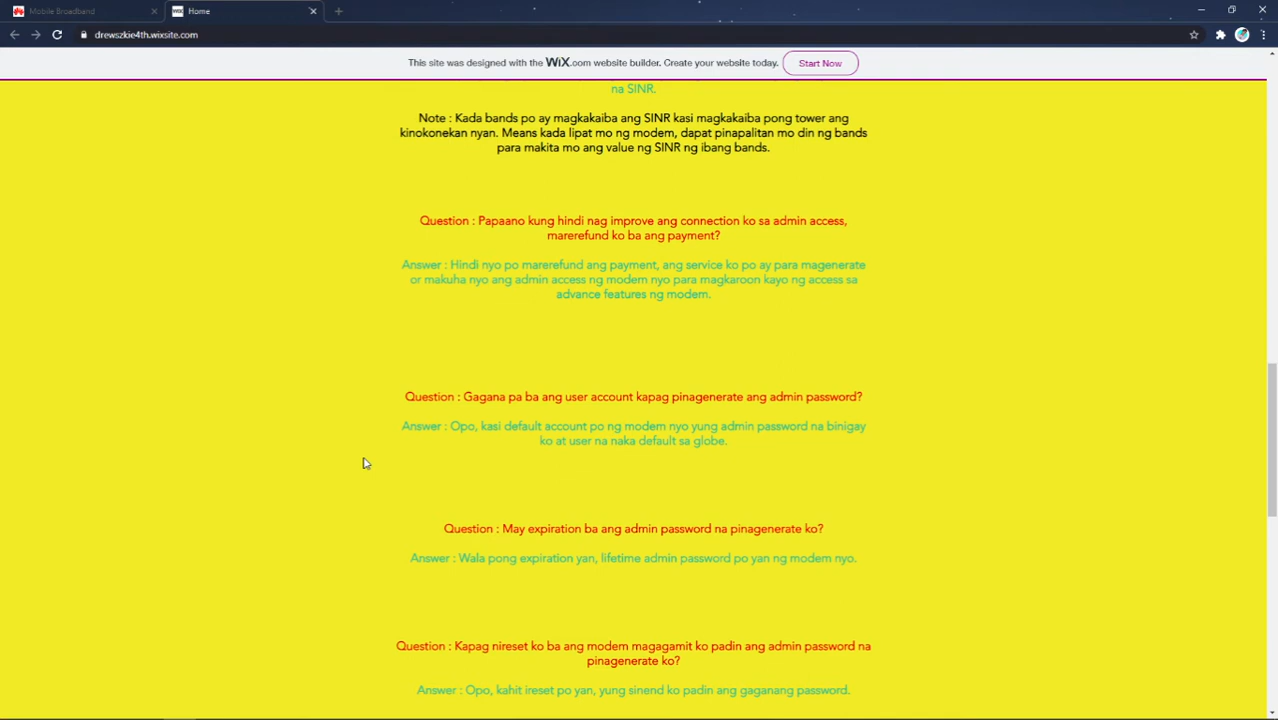 Mobile Broadband
Home
drewszkie4th.wixsite.com
This site was designed with the WiX.com website builder. Create your website today.
Start Now
na SINR.
Note : Kada bands po ay magkakaiba ang SINR kasi magkakaiba pong tower ang
kinokonekan nyan. Means kada lipat mo ng modem, dapat pinapalitan mo din ng bands
para makita mo ang value ng SINR ng ibang bands.
Question : Papaano kung hindi nag improve ang connection ko sa admin access,
marerefund ko ba ang payment?
Answer : Hindi nyo po marerefund ang payment, ang service ko po ay para magenerate
or makuha nyo ang admin access ng modem nyo para magkaroon kayo ng access sa
advance features ng modem.
Question : Gagana pa ba ang user account kapag pinagenerate ang admin password?
Answer : Opo, kasi default account po ng modem nyo yung admin password na binigay
ko at user na naka default sa globe.
Question : May expiration ba ang admin password na pinagenerate ko?
Answer : Wala pong expiration yan, lifetime admin password po yan ng modem nyo.
Question : Kapag nireset ko ba ang modem magagamit ko padin ang admin password na
pinagenerate ko?
Answer : Opo, kahit ireset po yan, yung sinend ko padin ang gaganang password.